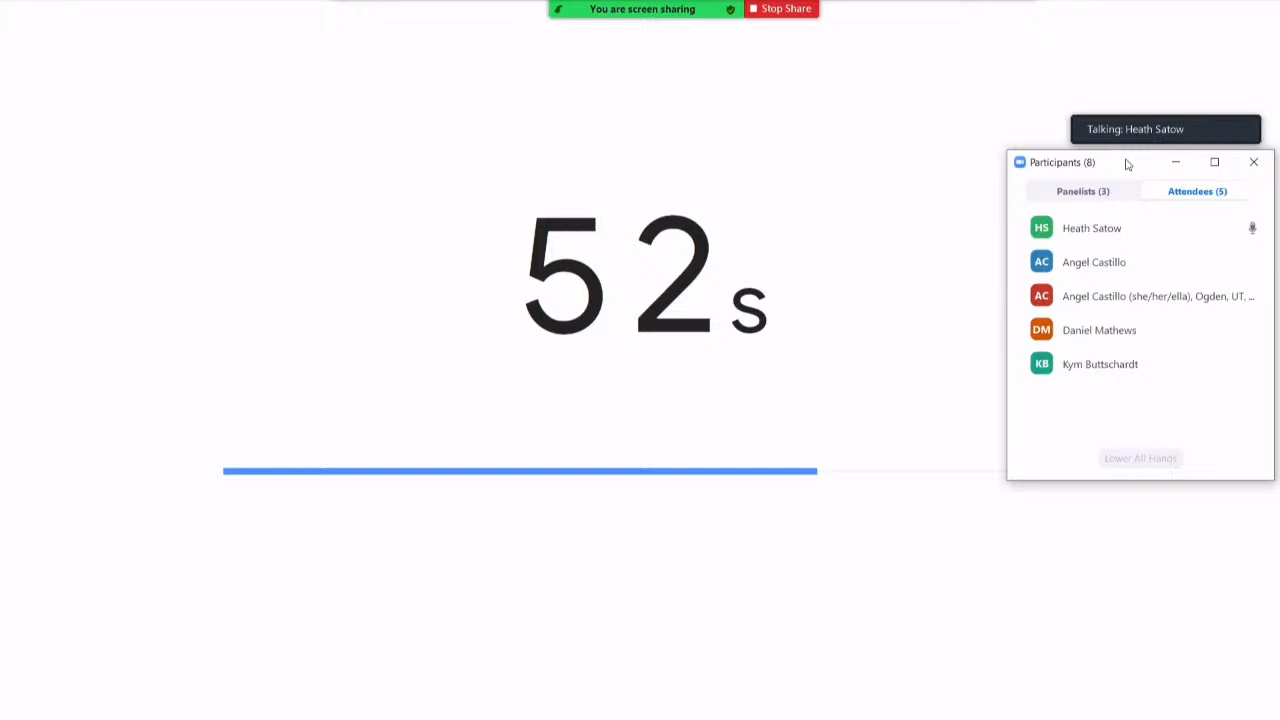 You are screen sharing
Stop Share
Talking: Heath Satow
Participants (8)
Panelists (3)
Attendees (5)
52s
HS Heath Satow
AC Angel Castillo
AC Angel Castillo (she/her/ella), Ogden, UT, ...
DM Daniel Mathews
KB Kym Buttschardt
Lower All Hands